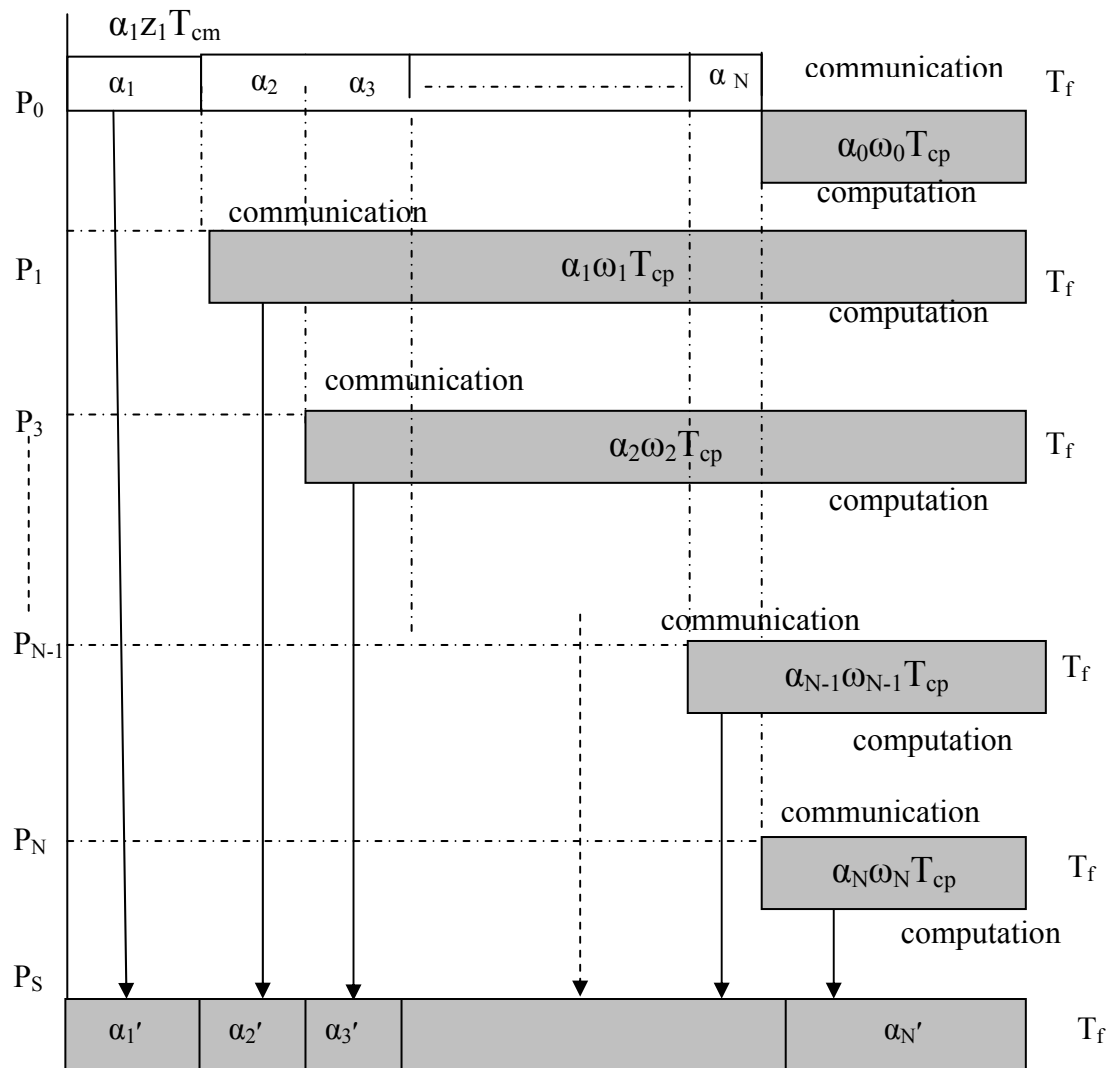 α₁z₁T_cm
α₁ α₂ α₃ α N communication T_f
P₀
α₀ω₀T_cp
computation
communication
P₁ α₁ω₁T_cp T_f
computation
communication
P₃ α₂ω₂T_cp T_f
computation
communication
P_N-1 α_N-1ω_N-1T_cp T_f
computation
communication
P_N α_Nω_NT_cp T_f
computation
P_S
α₁′ α₂′ α₃′ α_N′ T_f